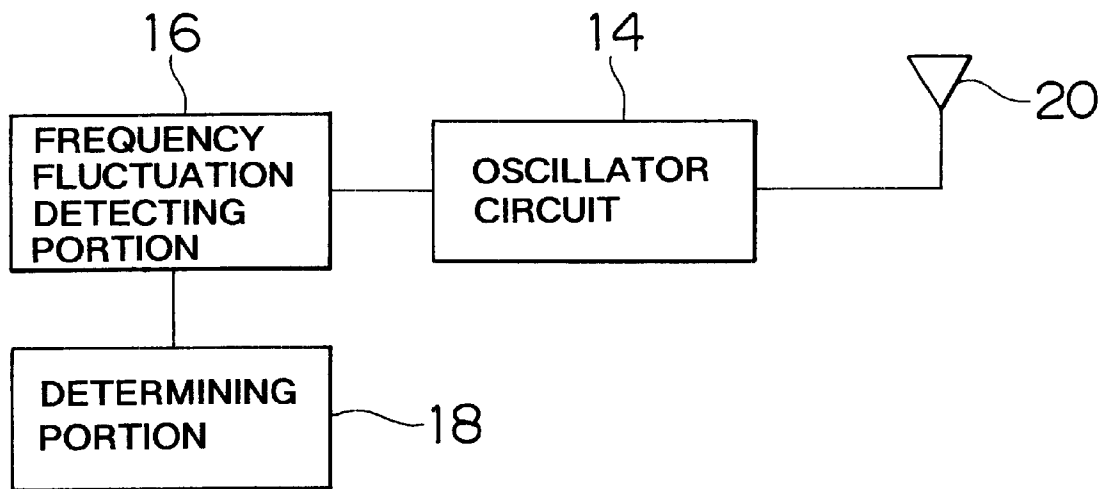 16
14
20
FREQUENCY
FLUCTUATION
DETECTING
PORTION
OSCILLATOR
CIRCUIT
DETERMINING
PORTION
18